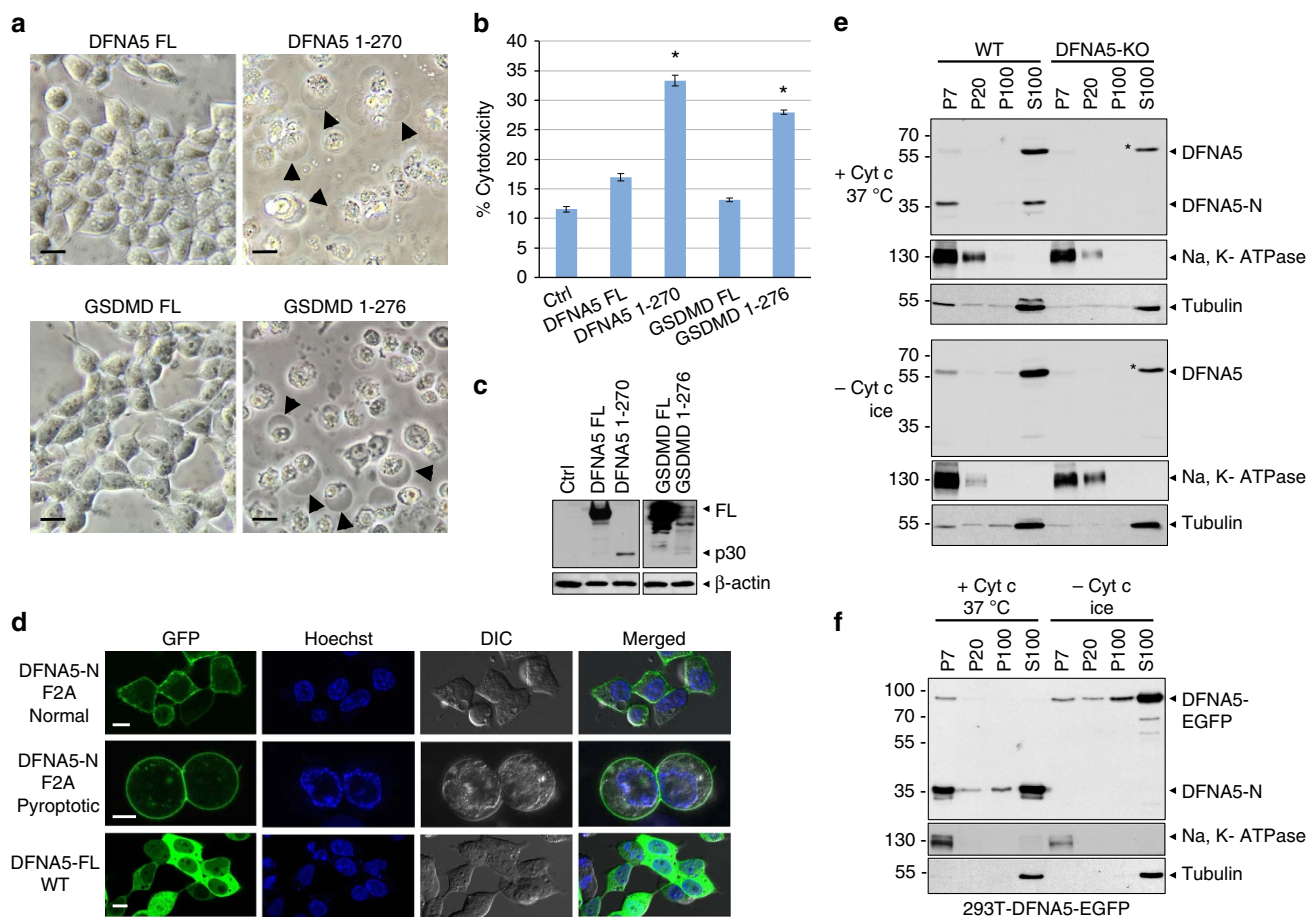 a
DFNA5 FL
DFNA5 1-270
GSDMD FL
GSDMD 1-276
b
% Cytotoxicity
40
35
30
25
20
15
10
5
0
*
*
Ctrl
DFNA5 FL
DFNA5 1-270
GSDMD FL
GSDMD 1-276
c
Ctrl
DFNA5 FL
DFNA5 1-270
GSDMD FL
GSDMD 1-276
FL
p30
β-actin
d
GFP
Hoechst
DIC
Merged
DFNA5-N
F2A
Normal
DFNA5-N
F2A
Pyroptotic
DFNA5-FL
WT
e
WT
DFNA5-KO
P7
P20
P100
S100
P7
P20
P100
S100
+ Cyt c
37 °C
70
55
35
*
DFNA5
DFNA5-N
130
Na, K- ATPase
55
Tubulin
– Cyt c
ice
70
55
35
*
DFNA5
130
Na, K- ATPase
55
Tubulin
f
+ Cyt c
37 °C
– Cyt c
ice
P7
P20
P100
S100
P7
P20
P100
S100
100
70
55
35
DFNA5-
EGFP
DFNA5-N
130
Na, K- ATPase
55
Tubulin
293T-DFNA5-EGFP